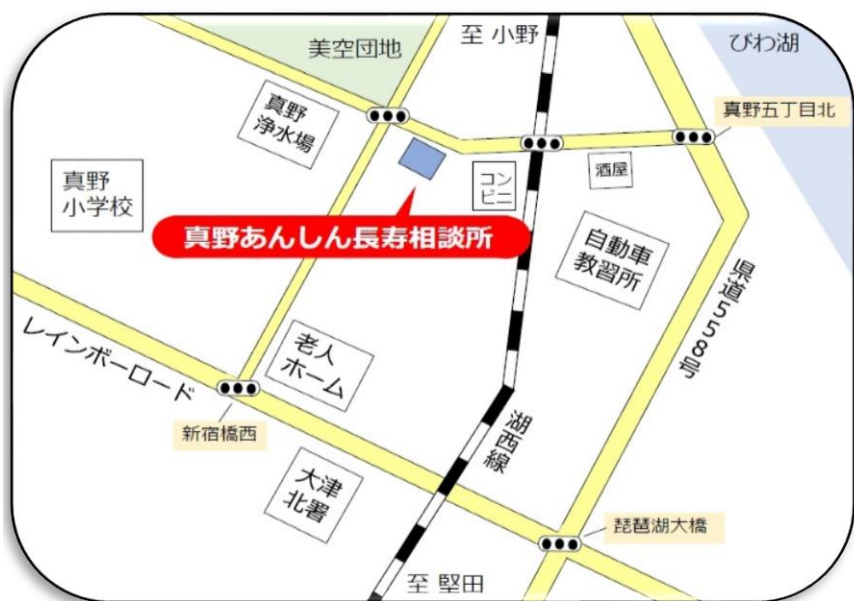 美空団地
至 小野
びわ湖
真野
浄水場
真野五丁目北
真野
小学校
コン
ビニ
酒屋
真野あんしん長寿相談所
自動車
教習所
県道558号
レインボーロード
老人
ホーム
新宿橋西
湖西線
大津
北署
琵琶湖大橋
至 堅田